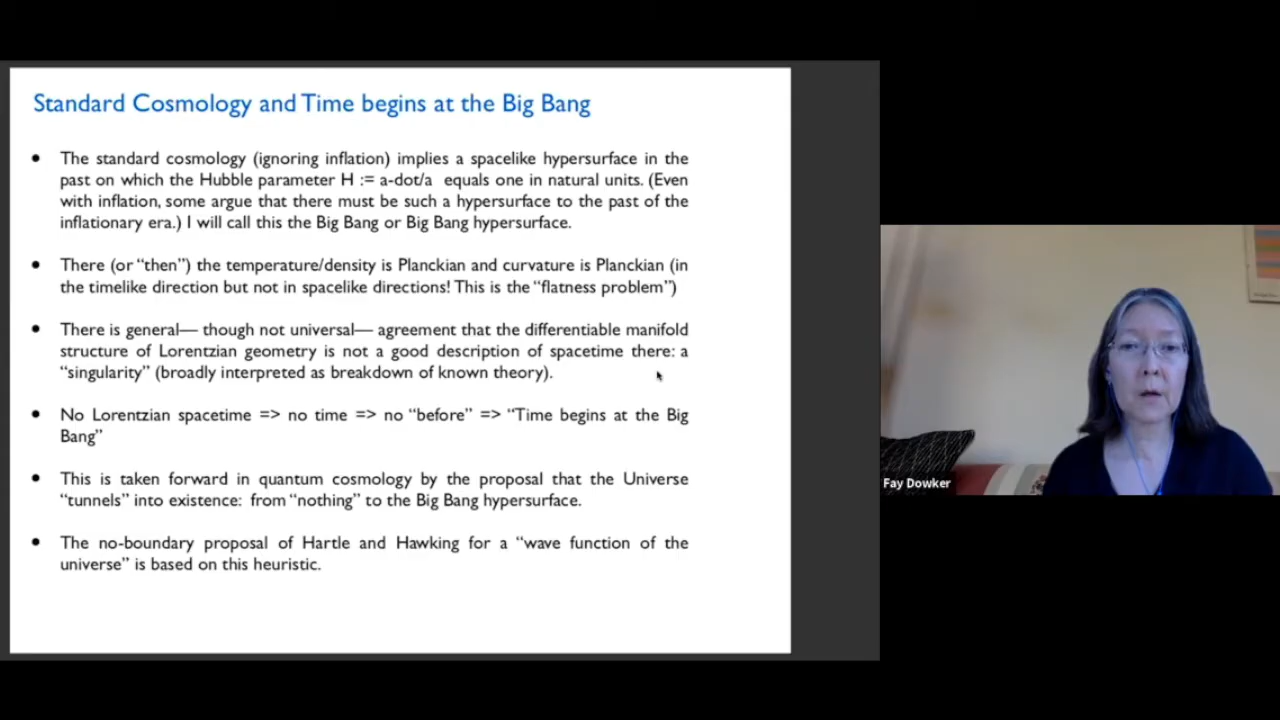 Standard Cosmology and Time begins at the Big Bang
• The standard cosmology (ignoring inflation) implies a spacelike hypersurface in the
past on which the Hubble parameter H := a-dot/a equals one in natural units. (Even
with inflation, some argue that there must be such a hypersurface to the past of the
inflationary era.) I will call this the Big Bang or Big Bang hypersurface.
• There (or “then”) the temperature/density is Planckian and curvature is Planckian (in
the timelike direction but not in spacelike directions! This is the “flatness problem”)
• There is general— though not universal— agreement that the differentiable manifold
structure of Lorentzian geometry is not a good description of spacetime there: a
“singularity” (broadly interpreted as breakdown of known theory).
• No Lorentzian spacetime => no time => no “before” => “Time begins at the Big
Bang”
• This is taken forward in quantum cosmology by the proposal that the Universe
“tunnels” into existence: from “nothing” to the Big Bang hypersurface.
• The no-boundary proposal of Hartle and Hawking for a “wave function of the
universe” is based on this heuristic.
Fay Dowker